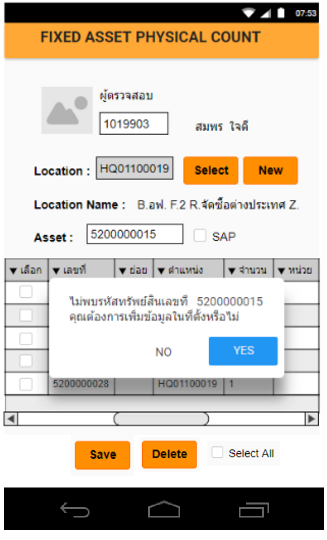 07:53
FIXED ASSET PHYSICAL COUNT
ผู้ตรวจสอบ
1019903 สมพร ใจดี
Location : HQ01100019 Select New
Location Name : B.อฟ. F.2 R.จัดซื้อต่างประเทศ Z.
Asset : 5200000015 SAP
▼ เลือก ▼ เลขที่ ▼ ย่อย ▼ ตำแหน่ง ▼ จำนวน ▼ หน่วย
ไม่พบรหัสทรัพย์สินเลขที่ 5200000015
คุณต้องการเพิ่มข้อมูลในที่ตั้งหรือไม่
NO YES
5200000028 HQ01100019 1
Save Delete Select All